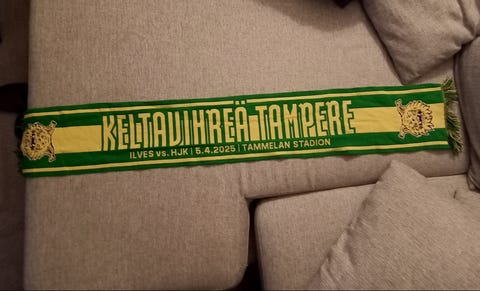 KELTAVIHREÄ TAMPERE
ILVES vs. HJK | 5.4.2025 | TAMMELAN STADION